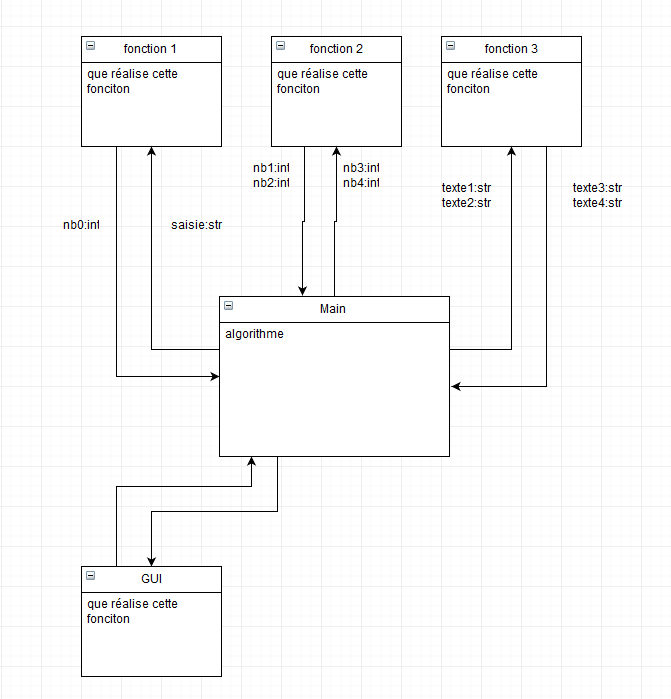 fonction 1
que réalise cette
fonciton
fonction 2
que réalise cette
fonciton
fonction 3
que réalise cette
fonciton
nb0:int
saisie:str
nb1:int
nb2:int
nb3:int
nb4:int
texte1:str
texte2:str
texte3:str
texte4:str
Main
algorithme
GUI
que réalise cette
fonciton